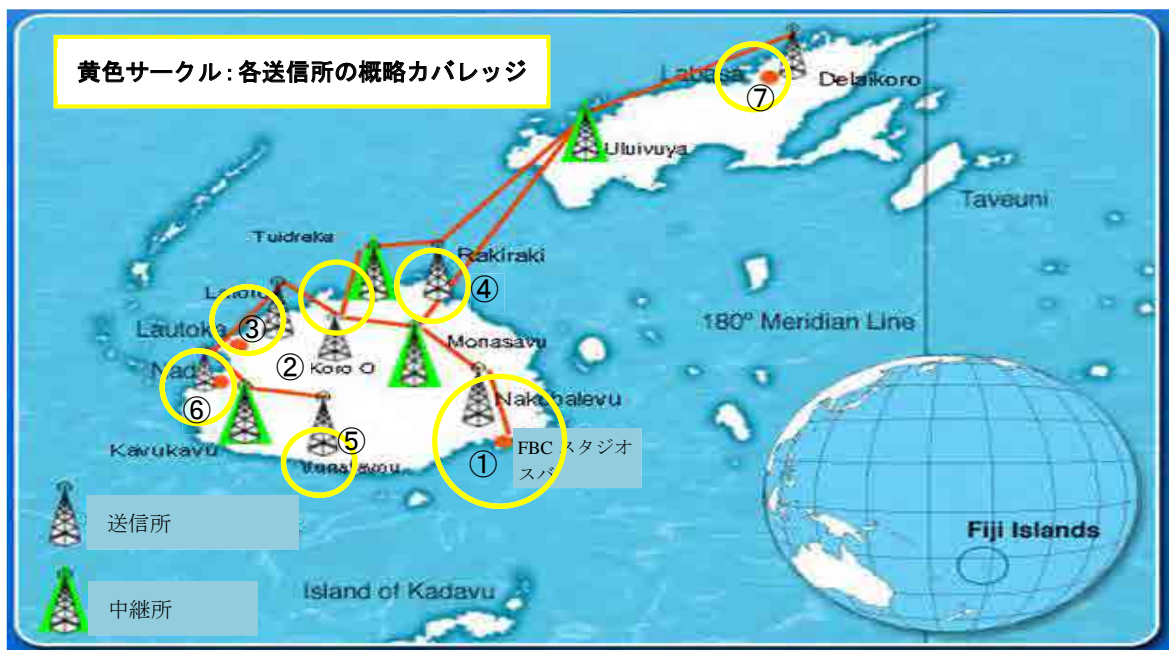 黄色サークル：各送信所の概略カバレッジ
Labasa
⑦
Delaikoro
Uluivuya
Taveuni
Tuidreka
Rakiraki
④
③
Lautoka
180° Meridian Line
Monasavu
②
Koro O
⑥
⑤
①
FBC スタジオ
スバ
Kavukavu
送信所
Fiji Islands
Island of Kadavu
中継所